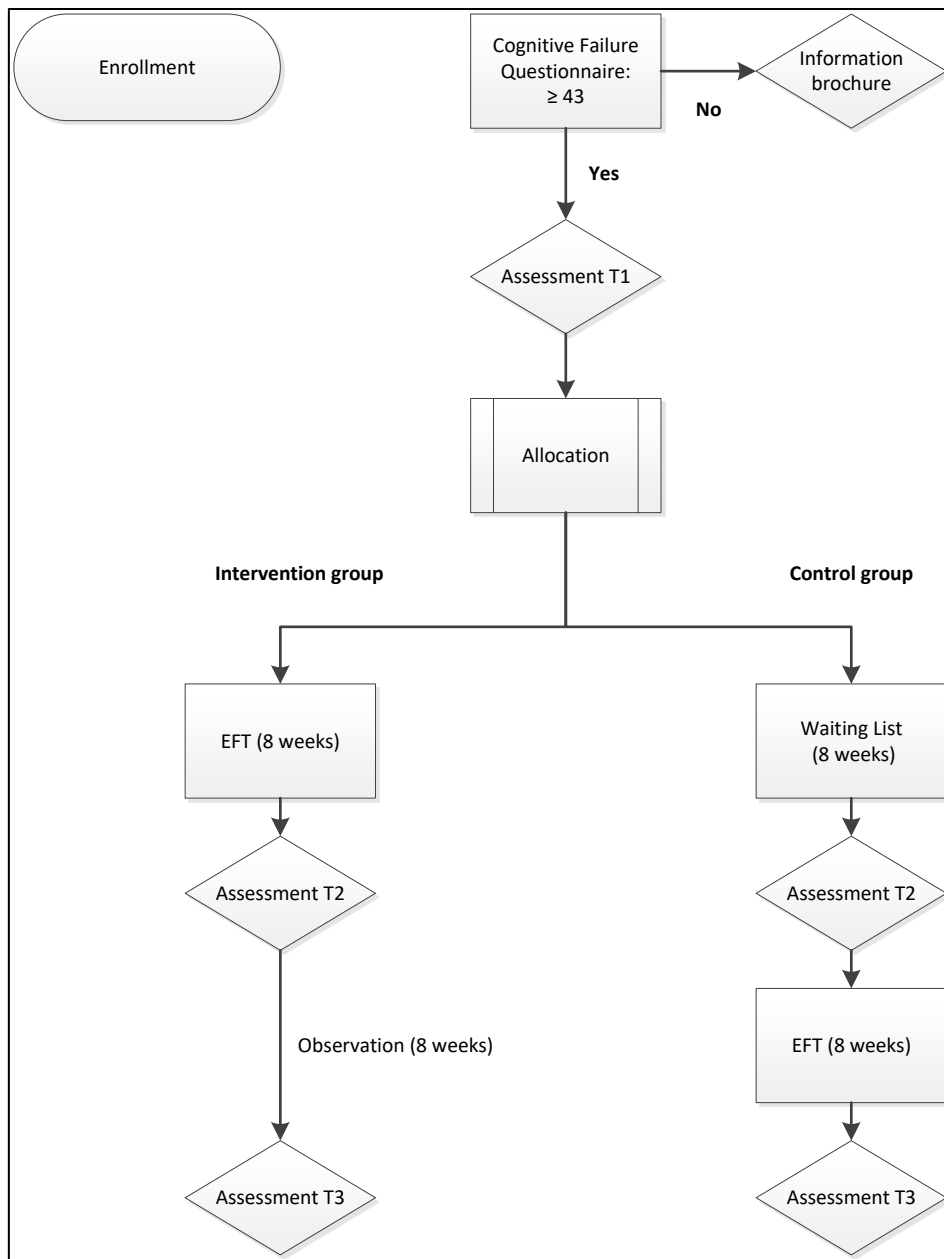 Enrollment
Cognitive Failure
Questionnaire:
≥ 43
Information
brochure
No
Yes
Assessment T1
Allocation
Intervention group
Control group
EFT (8 weeks)
Waiting List
(8 weeks)
Assessment T2
Assessment T2
Observation (8 weeks)
EFT (8 weeks)
Assessment T3
Assessment T3